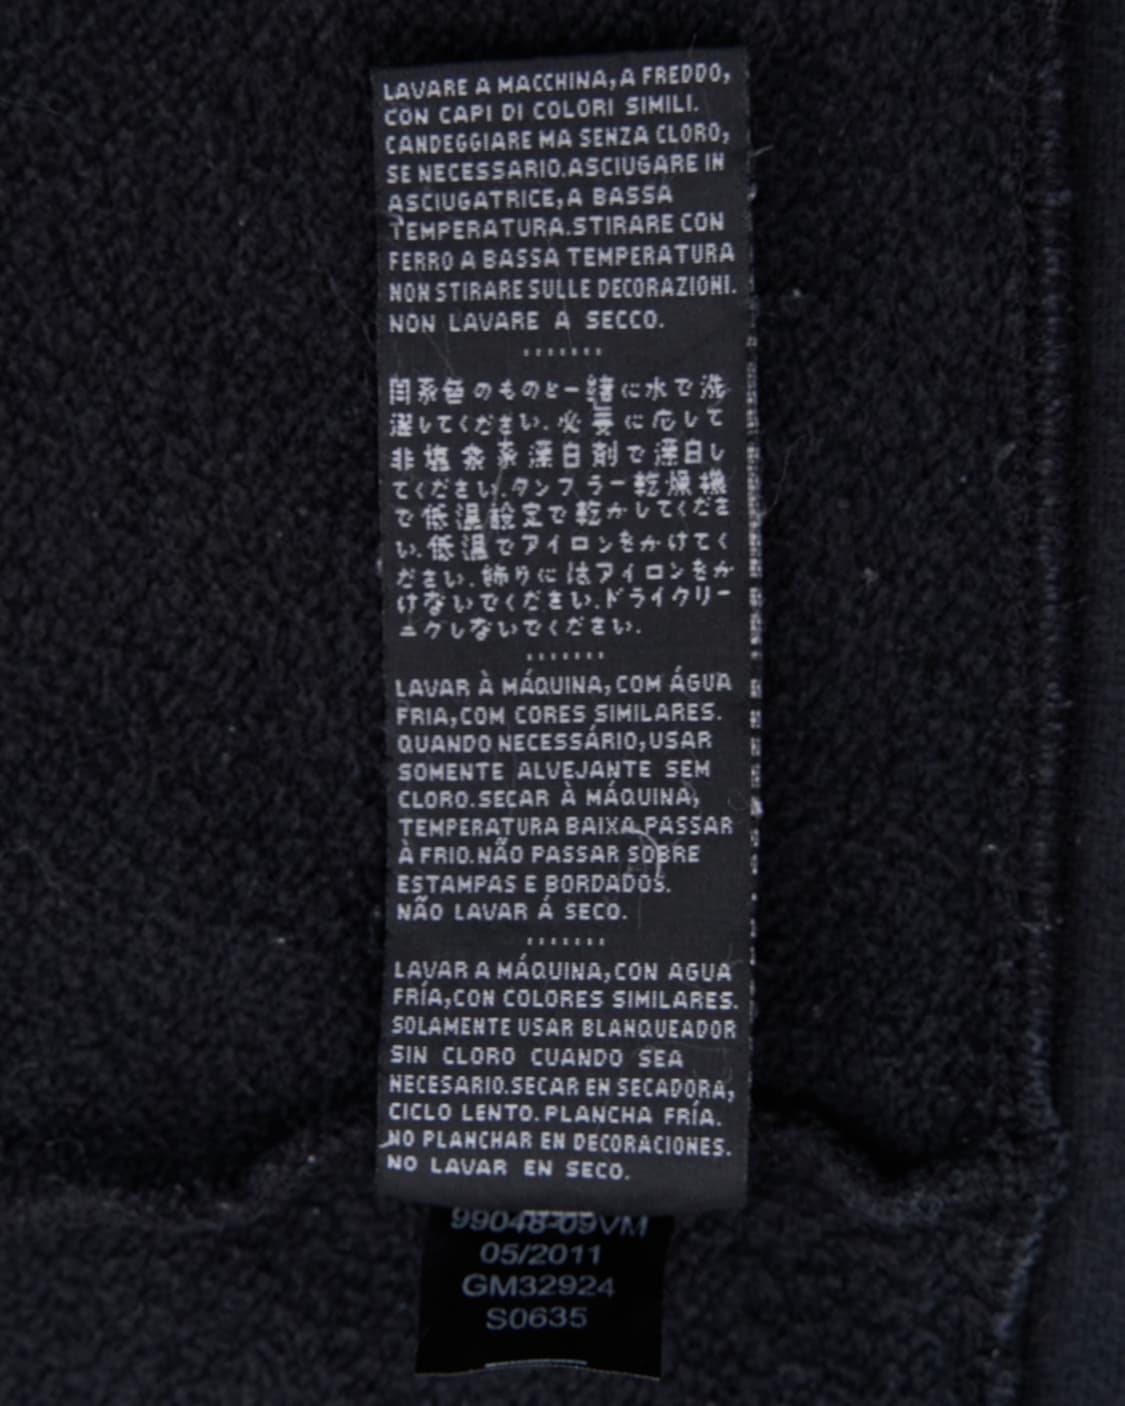 LAVARE A MACCHINA, A FREDDO,
CON CAPI DI COLORI SIMILI.
CANDEGGIARE MA SENZA CLORO,
SE NECESSARIO.ASCIUGARE IN
ASCIUGATRICE, A BASSA
TEMPERATURA.STIRARE CON
FERRO A BASSA TEMPERATURA
NON STIRARE SULLE DECORAZIONI.
NON LAVARE A SECCO.
同系色のものと一緒に水で洗
濯してください.必要に応して
非塩素系漂白剤で漂白し
てください.タンブラー乾燥機
で低温設定で乾かしてくださ
い.低温でアイロンをかけてく
ださい.飾りにはアイロンをか
けないでください.ドライクリー
ニグしないでください.
LAVAR À MÁQUINA, COM ÁGUA
FRIA, COM CORES SIMILARES.
QUANDO NECESSÁRIO, USAR
SOMENTE ALVEJANTE SEM
CLORO.SECAR À MÁQUINA,
TEMPERATURA BAIXA.PASSAR
À FRIO.NÃO PASSAR SOBRE
ESTAMPAS E BORDADOS.
NÃO LAVAR Á SECO.
LAVAR A MÁQUINA, CON AGUA
FRÍA, CON COLORES SIMILARES.
SOLAMENTE USAR BLANQUEADOR
SIN CLORO CUANDO SEA
NECESARIO.SECAR EN SECADORA,
CICLO LENTO. PLANCHA FRÍA.
NO PLANCHAR EN DECORACIONES.
NO LAVAR EN SECO.
99048-09VM
05/2011
GM32924
S0635